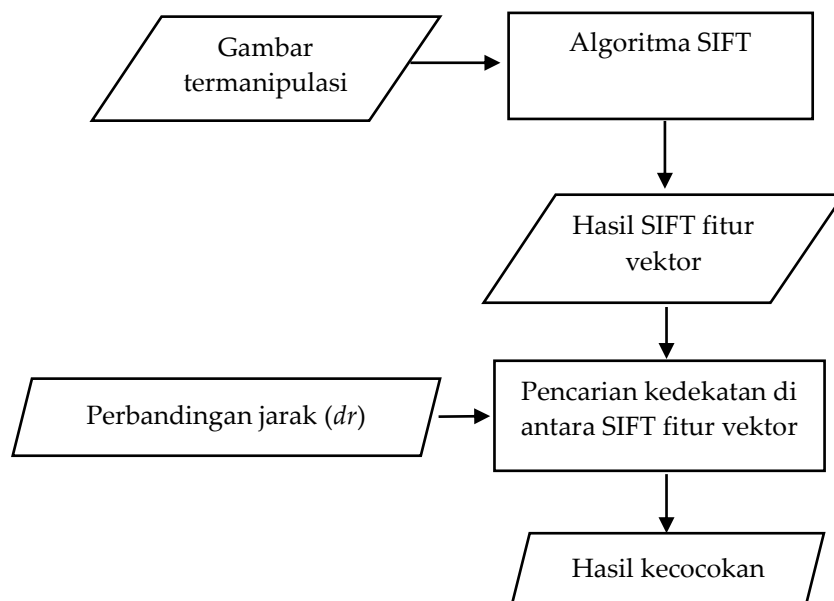 Gambar
termanipulasi
Algoritma SIFT
Hasil SIFT fitur
vektor
Perbandingan jarak (dr)
Pencarian kedekatan di
antara SIFT fitur vektor
Hasil kecocokan